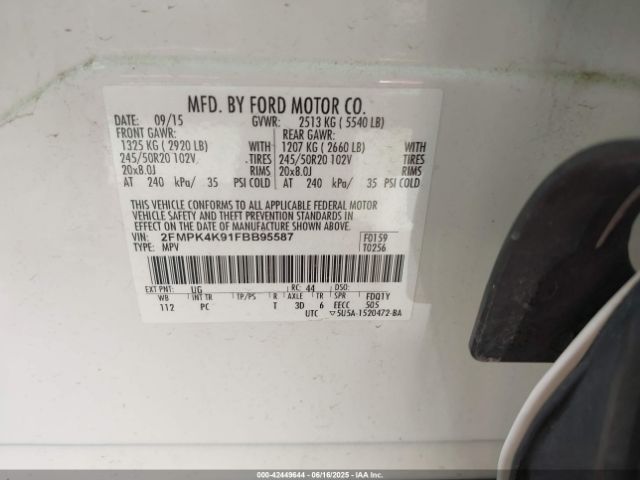 MFD. BY FORD MOTOR CO.
DATE: 09/15 GVWR: 2513 KG ( 5540 LB)
FRONT GAWR: REAR GAWR:
1325 KG ( 2920 LB) WITH 1207 KG ( 2660 LB) WITH
245/50R20 102V TIRES 245/50R20 102V TIRES
20x8.0J RIMS 20x8.0J RIMS
AT 240 kPa/ 35 PSI COLD AT 240 kPa/ 35 PSI COLD
THIS VEHICLE CONFORMS TO ALL APPLICABLE FEDERAL MOTOR
VEHICLE SAFETY AND THEFT PREVENTION STANDARDS IN
EFFECT ON THE DATE OF MANUFACTURE SHOWN ABOVE.
VIN: 2FMPK4K91FBB95587 F0159
TYPE: MPV T0256
EXT PNT: UG RC: 44 DSO:
WB INT TR TP/PS R AXLE TR SPR FDQ1Y
112 PC T 3D 6 EECC 505
UTC ▽5U5A-1520472-BA
000-42449644 - 06/16/2025 - IAAI.com